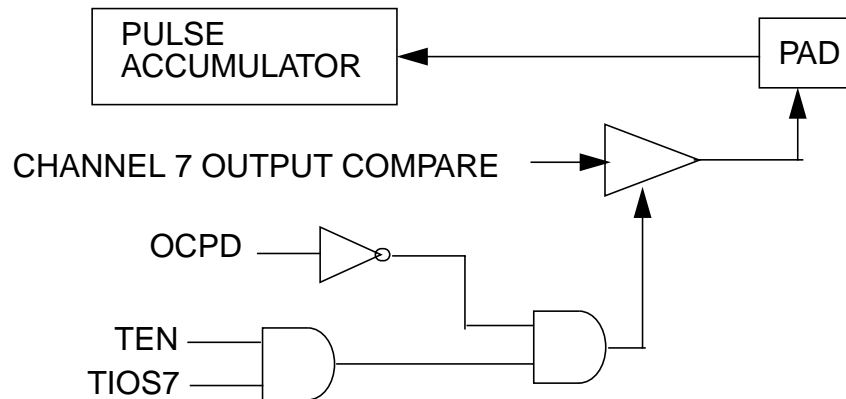 PULSE
ACCUMULATOR
PAD
CHANNEL 7 OUTPUT COMPARE
OCPD
TEN
TIOS7